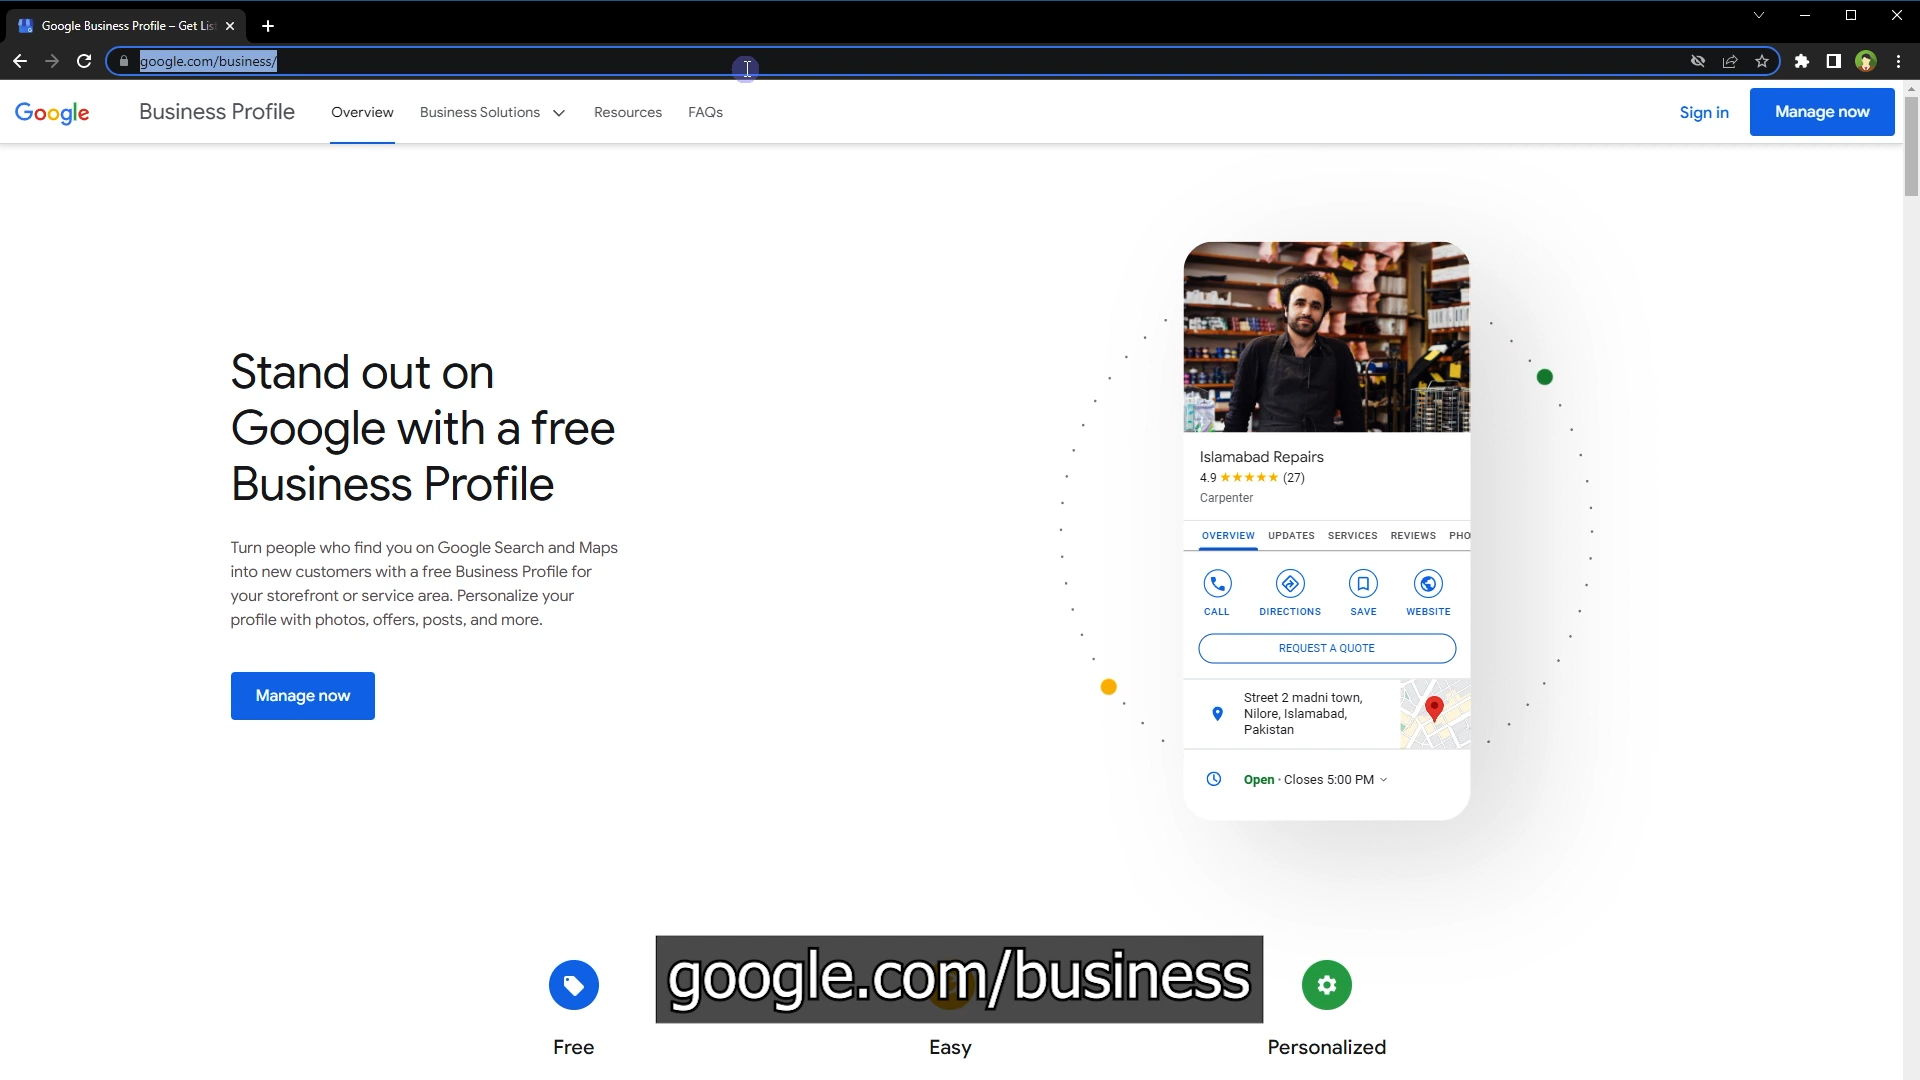 Google Business Profile – Get Lis
google.com/business/
Google
Business Profile
Overview
Business Solutions
Resources
FAQs
Sign in
Manage now
Stand out on
Google with a free
Business Profile
Turn people who find you on Google Search and Maps
into new customers with a free Business Profile for
your storefront or service area. Personalize your
profile with photos, offers, posts, and more.
Manage now
Islamabad Repairs
4.9 ★★★★★ (27)
Carpenter
OVERVIEW UPDATES SERVICES REVIEWS PHO
CALL DIRECTIONS SAVE WEBSITE
REQUEST A QUOTE
Street 2 madni town,
Nilore, Islamabad,
Pakistan
Open · Closes 5:00 PM
google.com/business
Free
Easy
Personalized